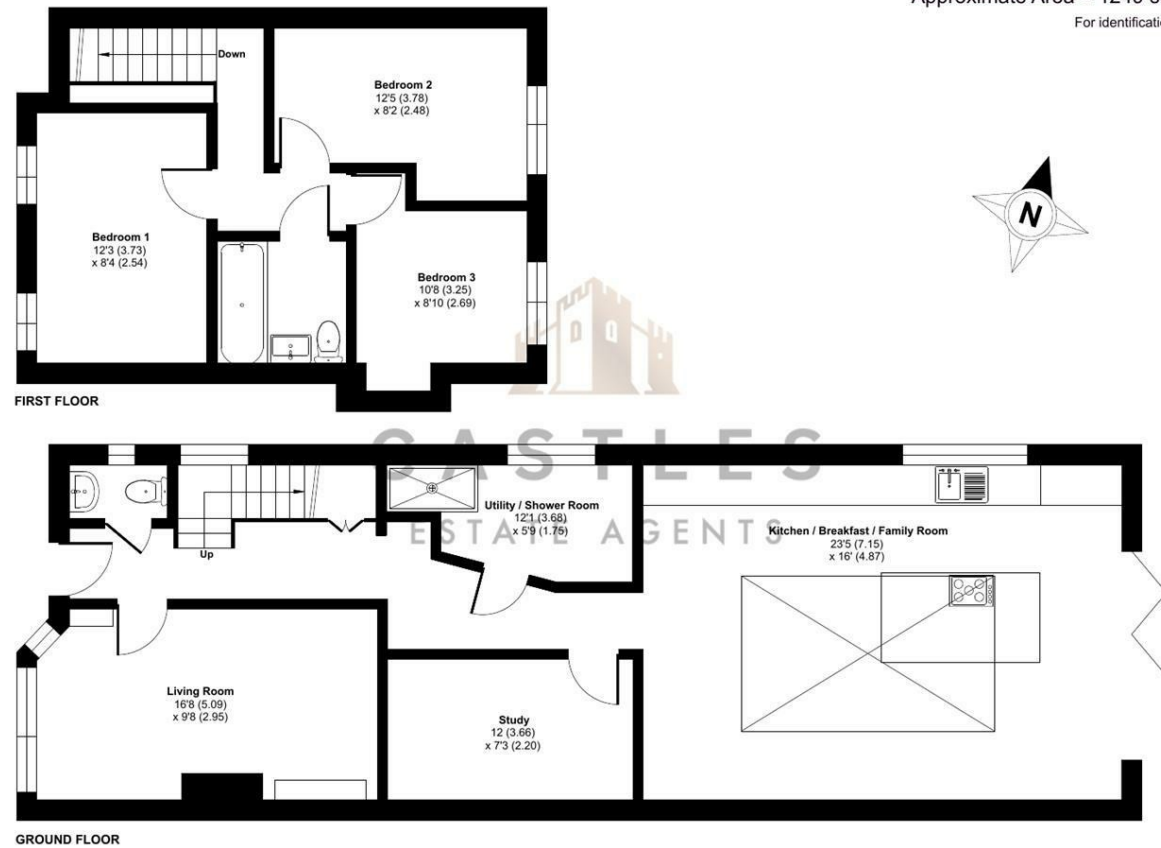 Approximate Area
For identificatio
Down
Bedroom 2
12'5 (3.78)
x 8'2 (2.48)
Bedroom 1
12'3 (3.73)
x 8'4 (2.54)
Bedroom 3
10'8 (3.25)
x 8'10 (2.69)
N
FIRST FLOOR
CASTLES
ESTATE AGENTS
Utility / Shower Room
12'1 (3.68)
x 5'9 (1.75)
Kitchen / Breakfast / Family Room
23'5 (7.15)
x 16' (4.87)
Up
Living Room
16'8 (5.09)
x 9'8 (2.95)
Study
12 (3.66)
x 7'3 (2.20)
GROUND FLOOR